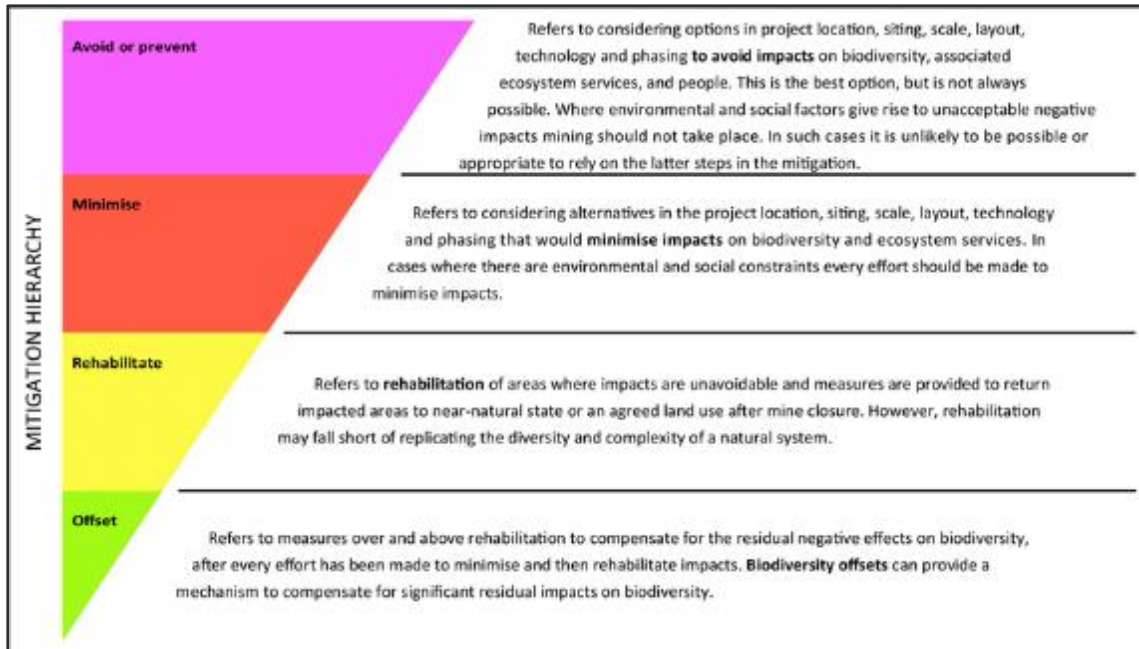 MITIGATION HIERARCHY
Avoid or prevent
Refers to considering options in project location, siting, scale, layout,
technology and phasing to avoid impacts on biodiversity, associated
ecosystem services, and people. This is the best option, but is not always
possible. Where environmental and social factors give rise to unacceptable negative
impacts mining should not take place. In such cases it is unlikely to be possible or
appropriate to rely on the latter steps in the mitigation.
Minimise
Refers to considering alternatives in the project location, siting, scale, layout, technology
and phasing that would minimise impacts on biodiversity and ecosystem services. In
cases where there are environmental and social constraints every effort should be made to
minimise impacts.
Rehabilitate
Refers to rehabilitation of areas where impacts are unavoidable and measures are provided to return
impacted areas to near-natural state or an agreed land use after mine closure. However, rehabilitation
may fall short of replicating the diversity and complexity of a natural system.
Offset
Refers to measures over and above rehabilitation to compensate for the residual negative effects on biodiversity,
after every effort has been made to minimise and then rehabilitate impacts. Biodiversity offsets can provide a
mechanism to compensate for significant residual impacts on biodiversity.